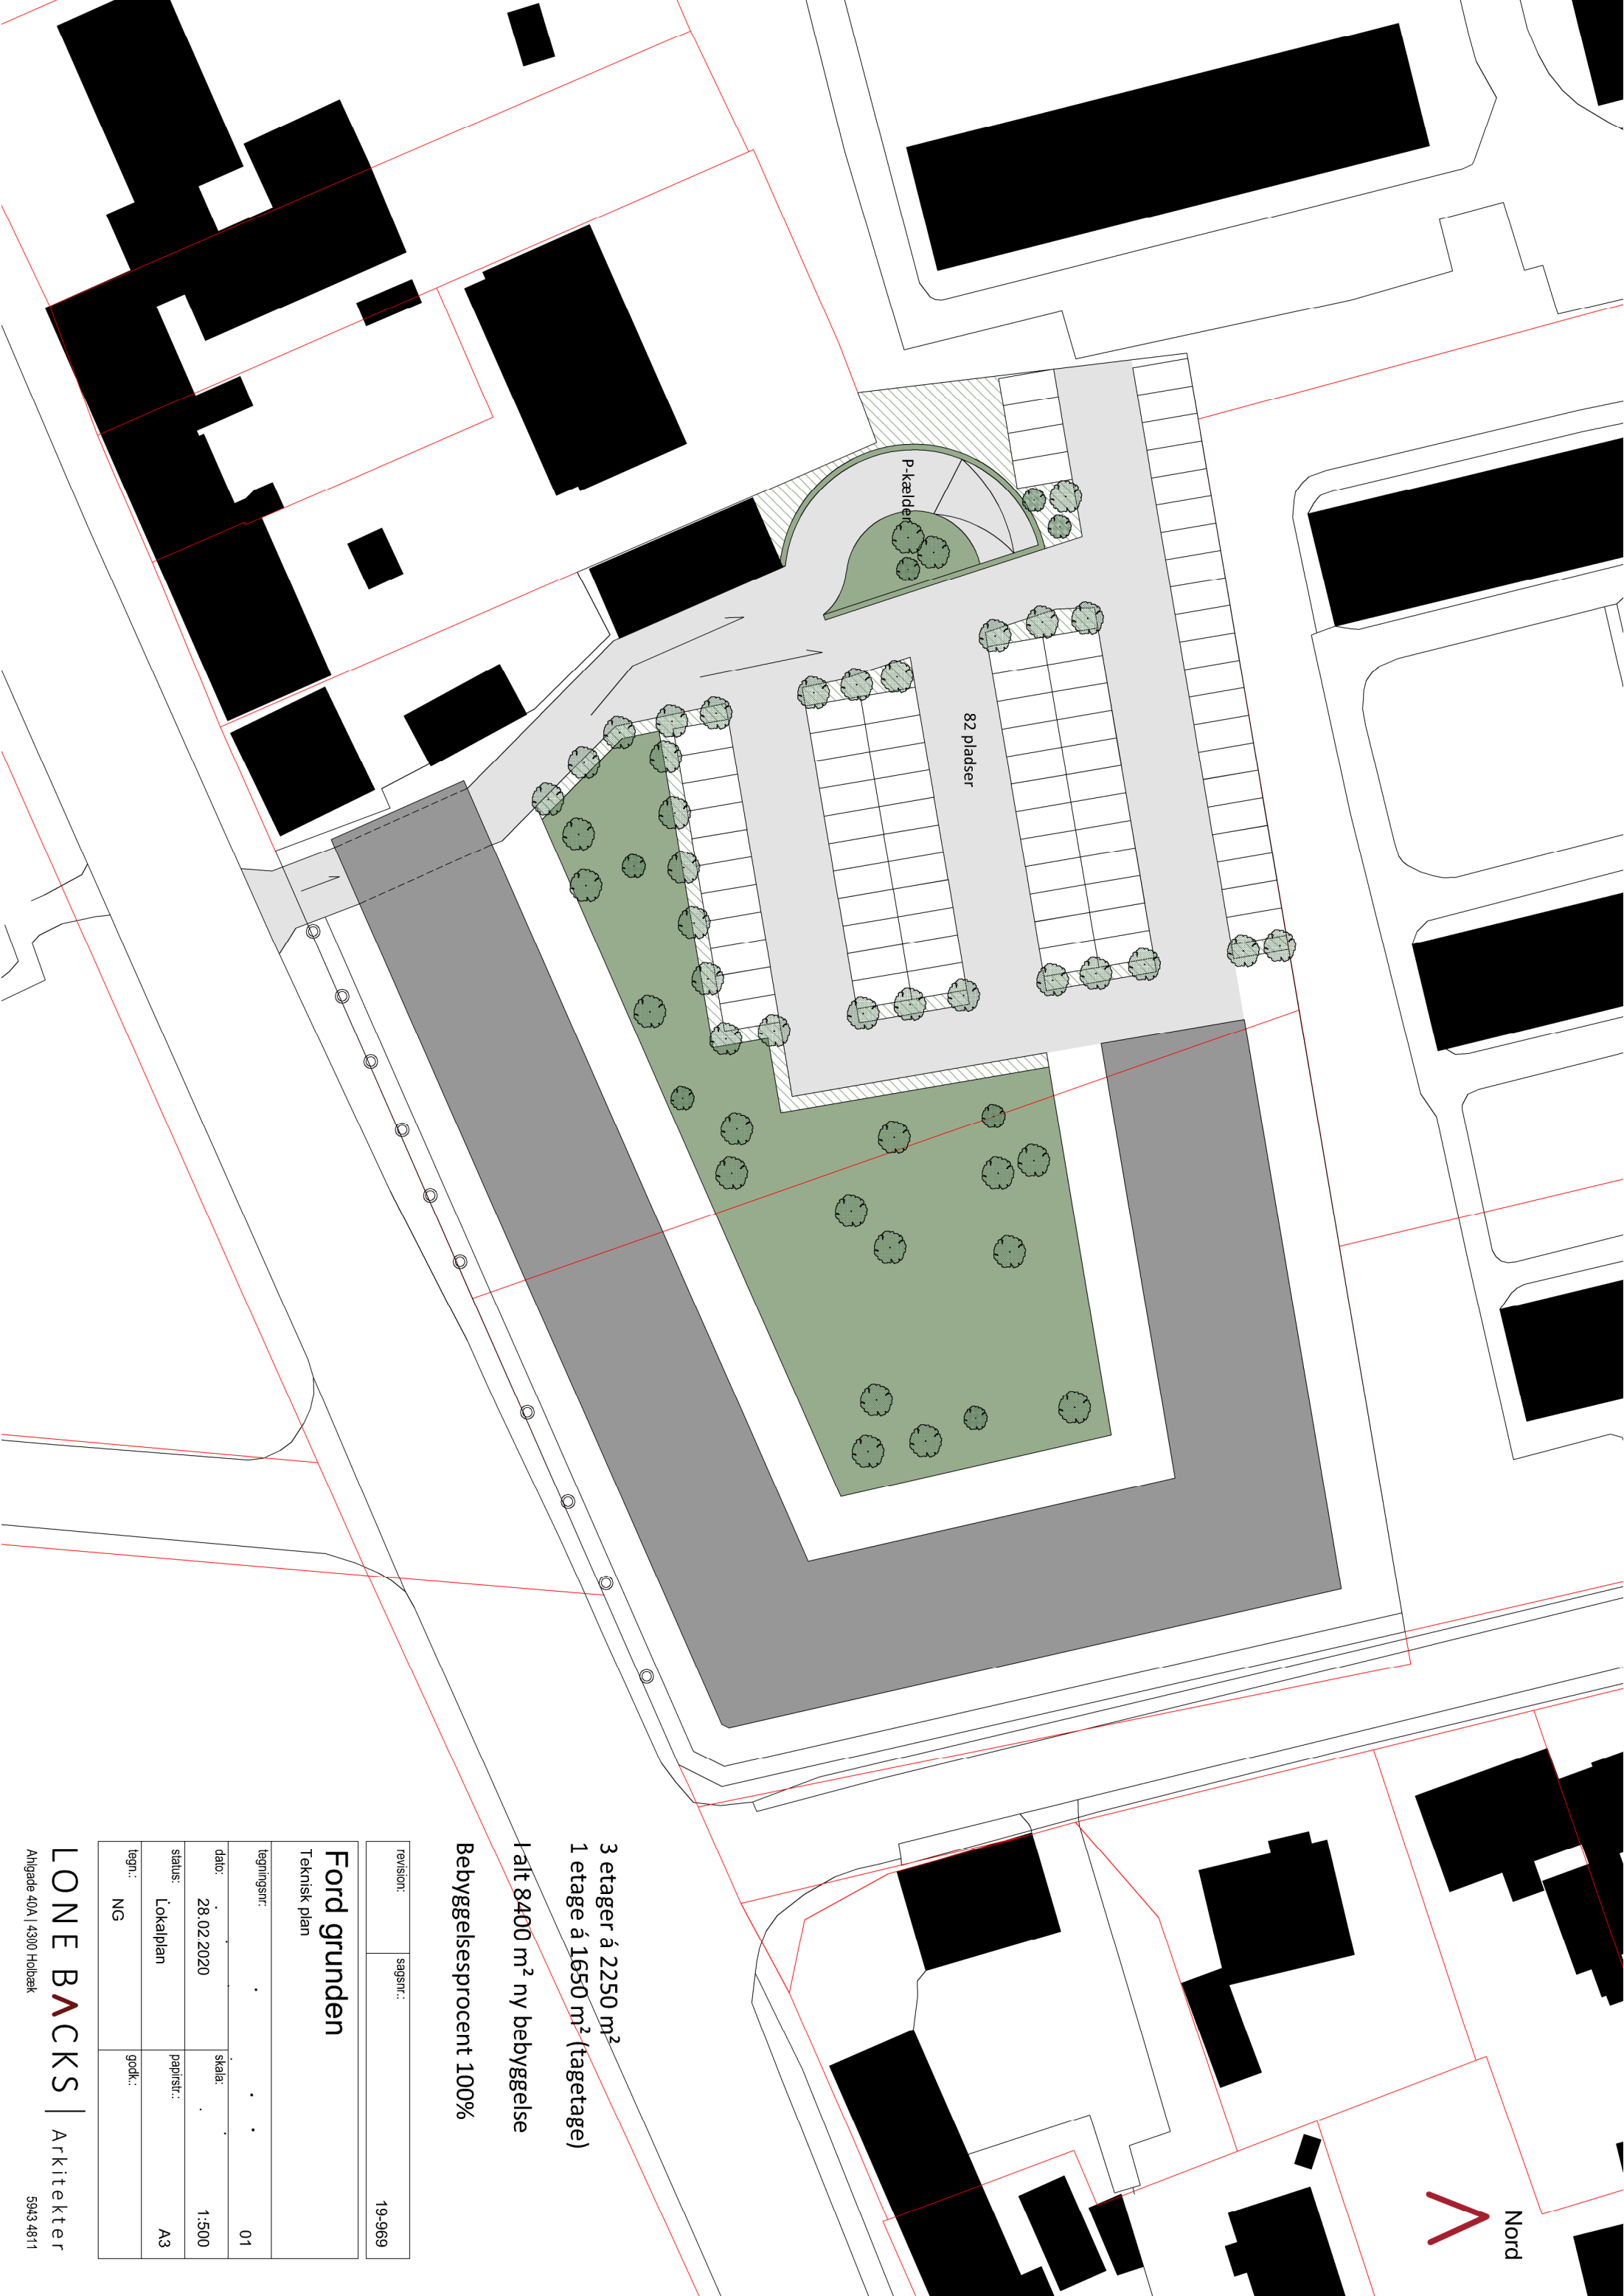 P-kælder
82 pladser
Nord
3 etager á 2250 m²
1 etage á 1650 m² (tagetage)
I alt 8400 m² ny bebyggelse
Bebyggelsesprocent 100%
revision:
sagsnr.: 19-969
Ford grunden
Teknisk plan
tegningsnr: 01
dato: 28.02.2020 skala: 1:500
status: Lokalplan papirstr.: A3
tegn.: NG godk.:
LONE BACKS | Arkitekter
Ahlgade 40A | 4300 Holbæk 5943 4811